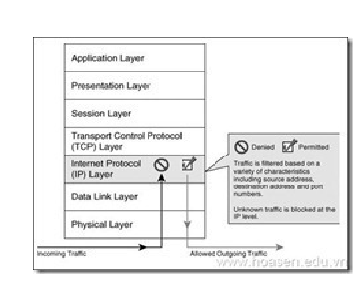 Application Layer
Presentation Layer
Session Layer
Transport Control Protocol
(TCP) Layer
Internet Protocol
(IP) Layer
Data Link Layer
Physical Layer
Denied Permitted
Traffic is filtered based on a
variety of characteristics
including source address,
destination address and port
numbers.
Unknown traffic is blocked at the
IP level.
Incoming Traffic
Allowed Outgoing Traffic
www.hoasen.edu.vn